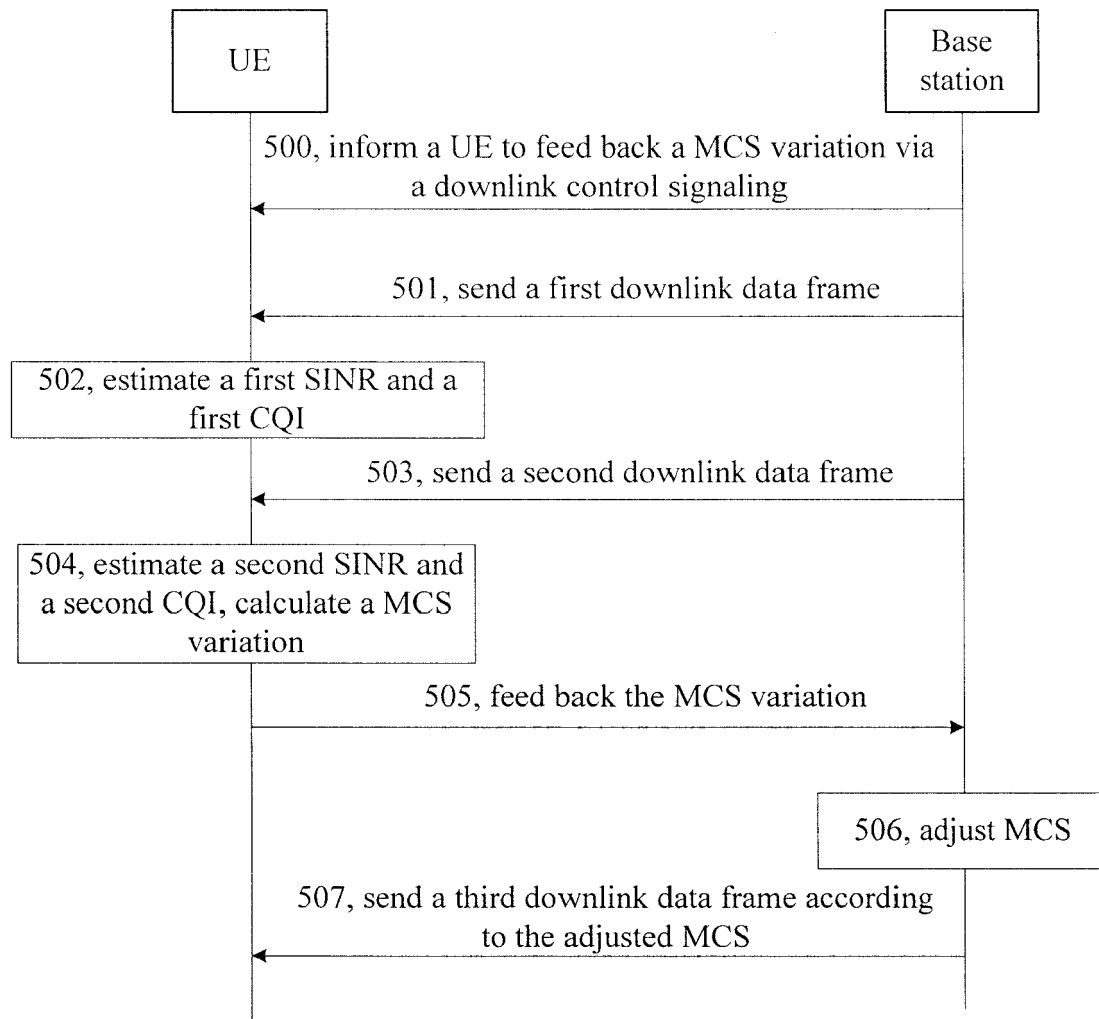 UE
Base
station
500, inform a UE to feed back a MCS variation via
a downlink control signaling
501, send a first downlink data frame
502, estimate a first SINR and a
first CQI
503, send a second downlink data frame
504, estimate a second SINR and
a second CQI, calculate a MCS
variation
505, feed back the MCS variation
506, adjust MCS
507, send a third downlink data frame according
to the adjusted MCS